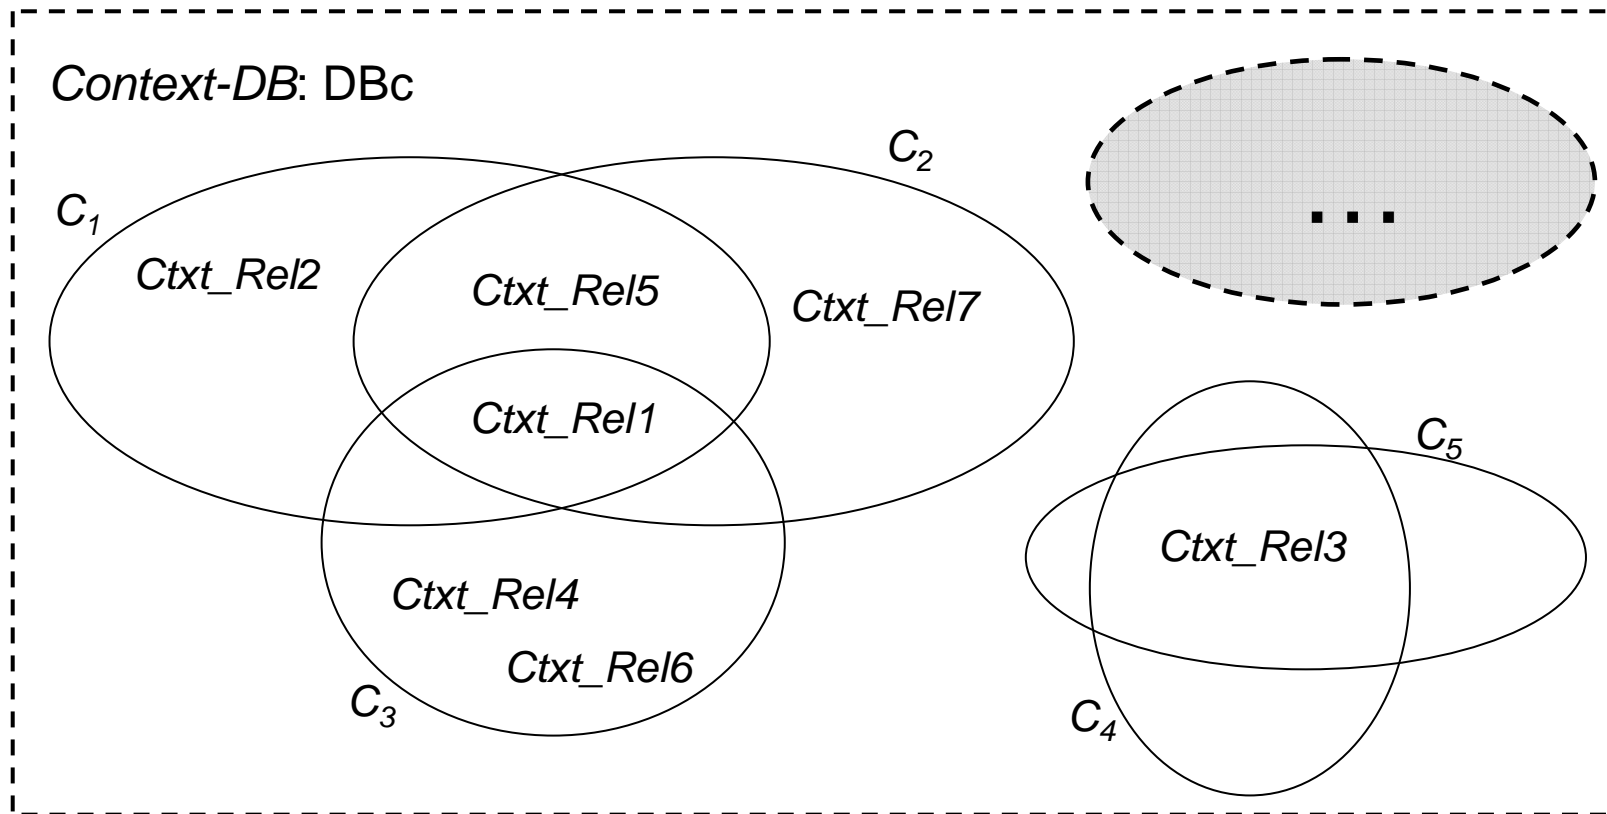 Context-DB: DBc
C2
C1
Ctxt_Rel2
Ctxt_Rel5
Ctxt_Rel7
...
Ctxt_Rel1
C5
Ctxt_Rel3
Ctxt_Rel4
Ctxt_Rel6
C3
C4